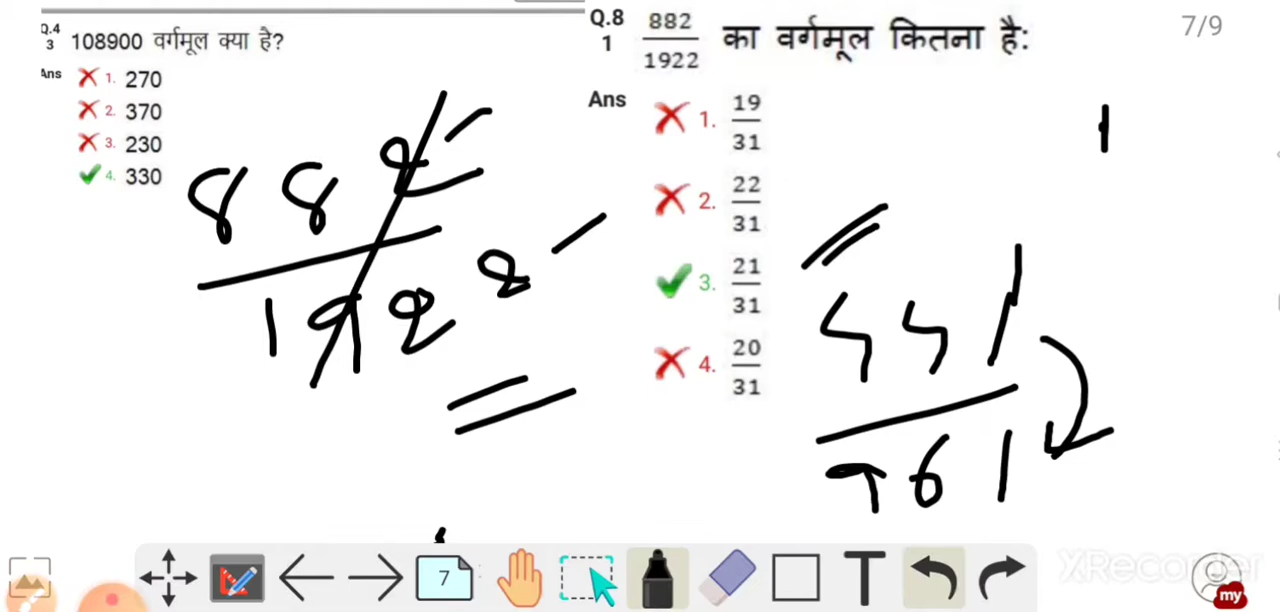 Q.4
3 108900 वर्गमूल क्या है?
Ans
1. 270
2. 370
3. 230
4. 330
882
1922
Q.8
1
882
1922
का वर्गमूल कितना है:
7/9
Ans
1. 19
31
2. 22
31
3. 21
31
4. 20
31
441
961
7
T
XRecorder
my